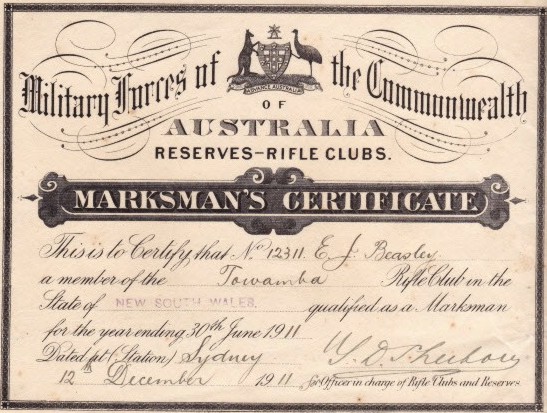 Military Forces of the Commonwealth
ADVANCE AUSTRALIA
OF
AUSTRALIA
RESERVES–RIFLE CLUBS.
MARKSMAN'S CERTIFICATE
This is to Certify, that No 12311. E J. Beasley
a member of the Towamba Rifle Club in the
State of NEW SOUTH WALES, qualified as a Marksman
for the year ending 30th June 1911
Dated at (Station) Sydney
12th December 1911 for Officer in charge of Rifle Clubs and Reserves